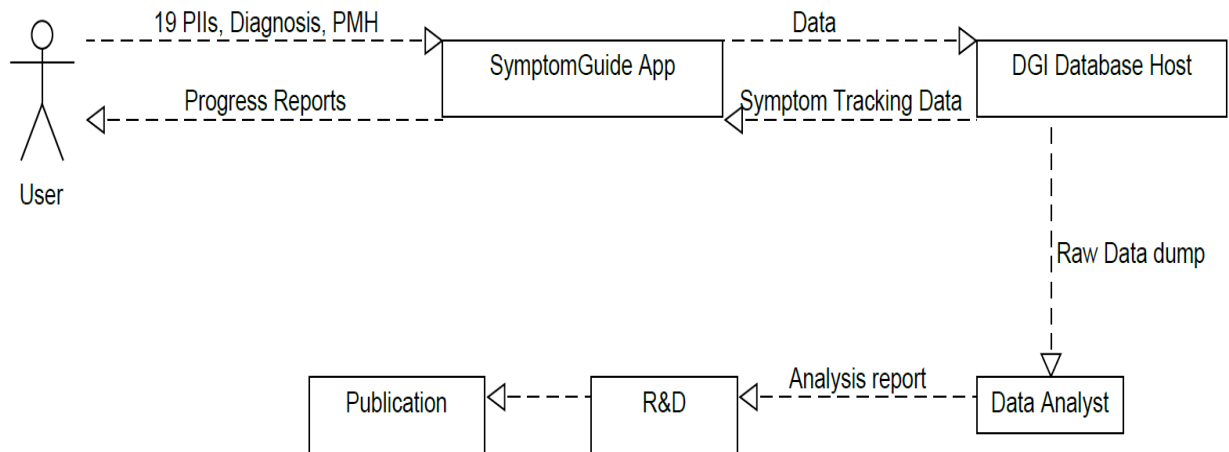 19 PIIs, Diagnosis, PMH
Data
SymptomGuide App
DGI Database Host
Progress Reports
Symptom Tracking Data
User
Raw Data dump
Analysis report
Publication
R&D
Data Analyst